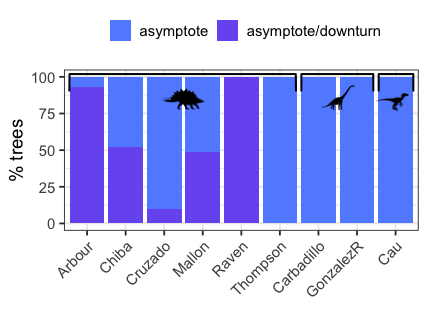 asymptote asymptote/downturn
% trees
100
75
50
25
0
Arbour Chiba Cruzado Mallon Raven Thompson Carbadillo GonzalezR Cau